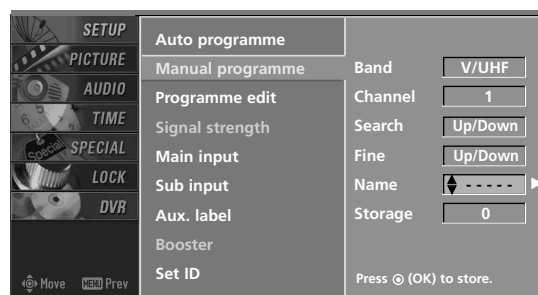 SETUP
PICTURE
AUDIO
TIME
SPECIAL
LOCK
DVR
Move MENU Prev
Auto programme
Manual programme
Programme edit
Signal strength
Main input
Sub input
Aux. label
Booster
Set ID
Band V/UHF
Channel 1
Search Up/Down
Fine Up/Down
Name - - - - -
Storage 0
Press ⊙ (OK) to store.